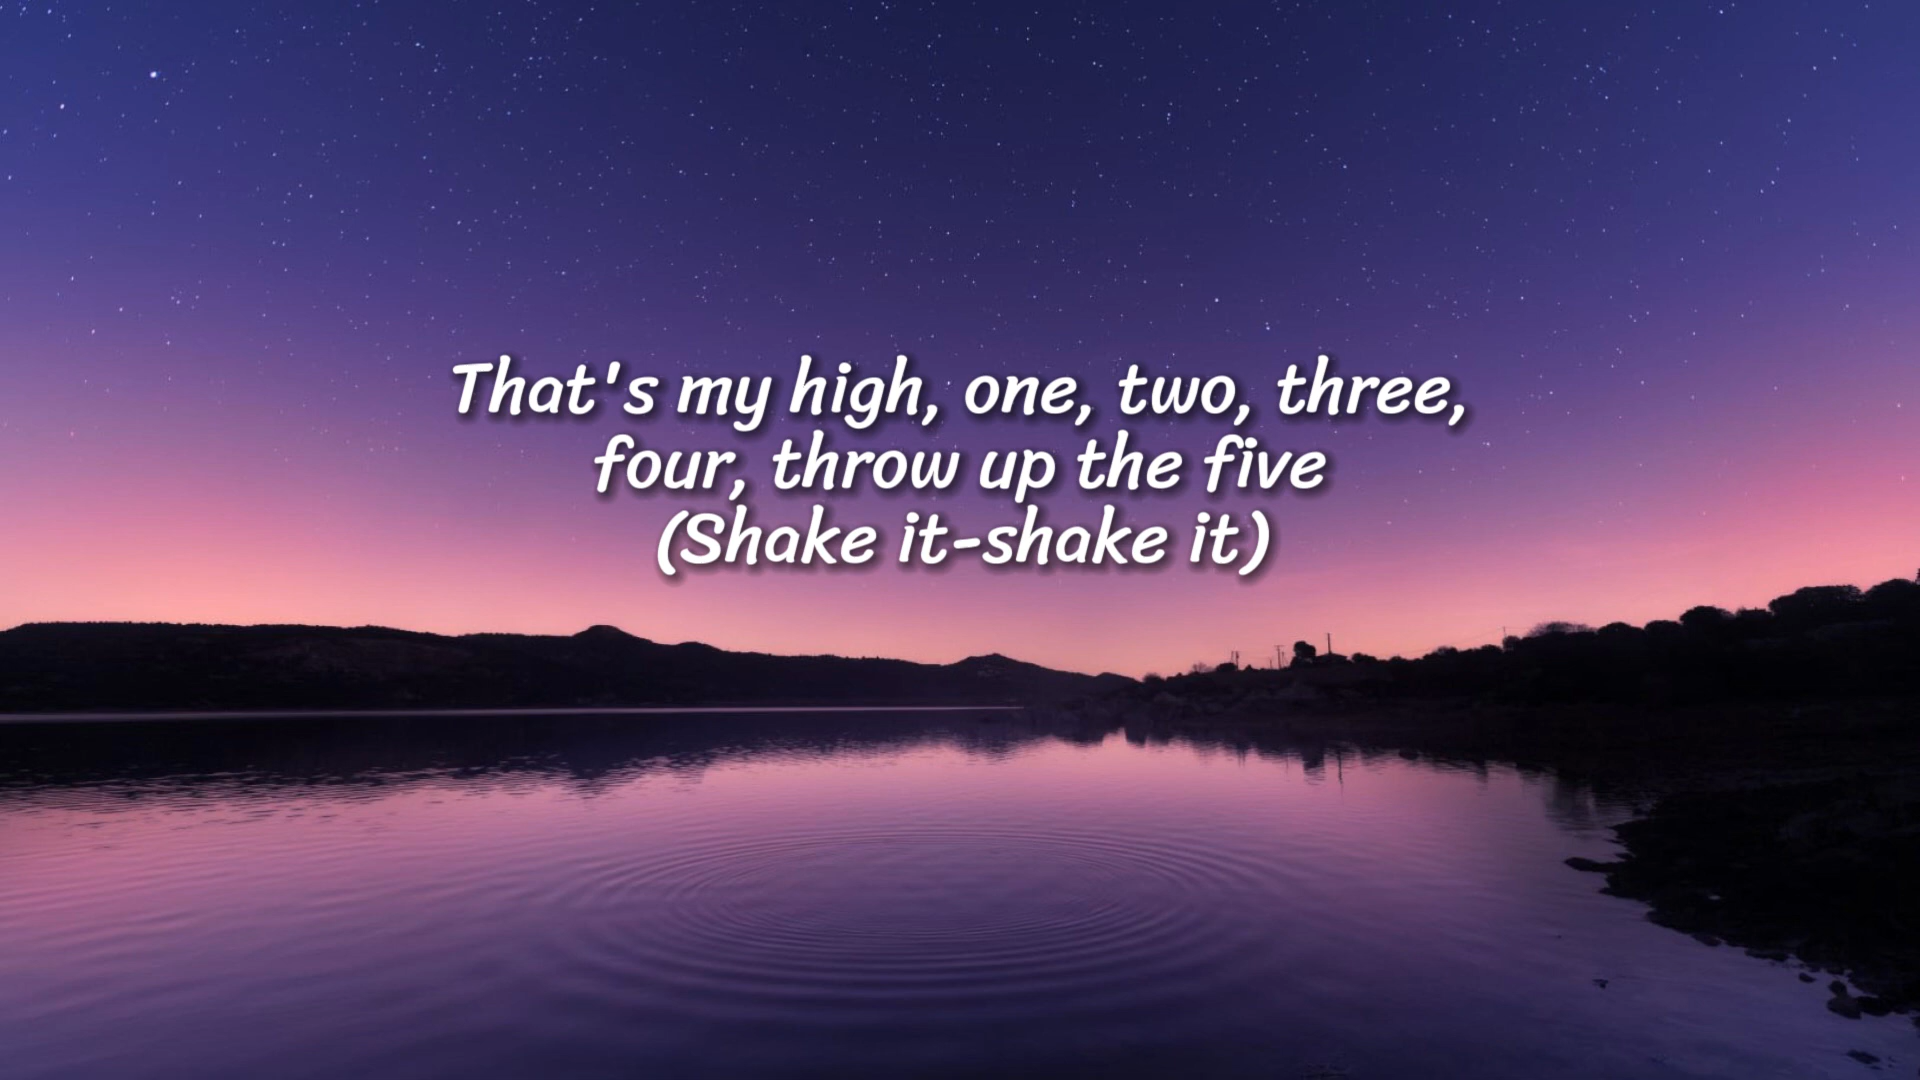 That's my high, one, two, three,
four, throw up the five
(Shake it-shake it)